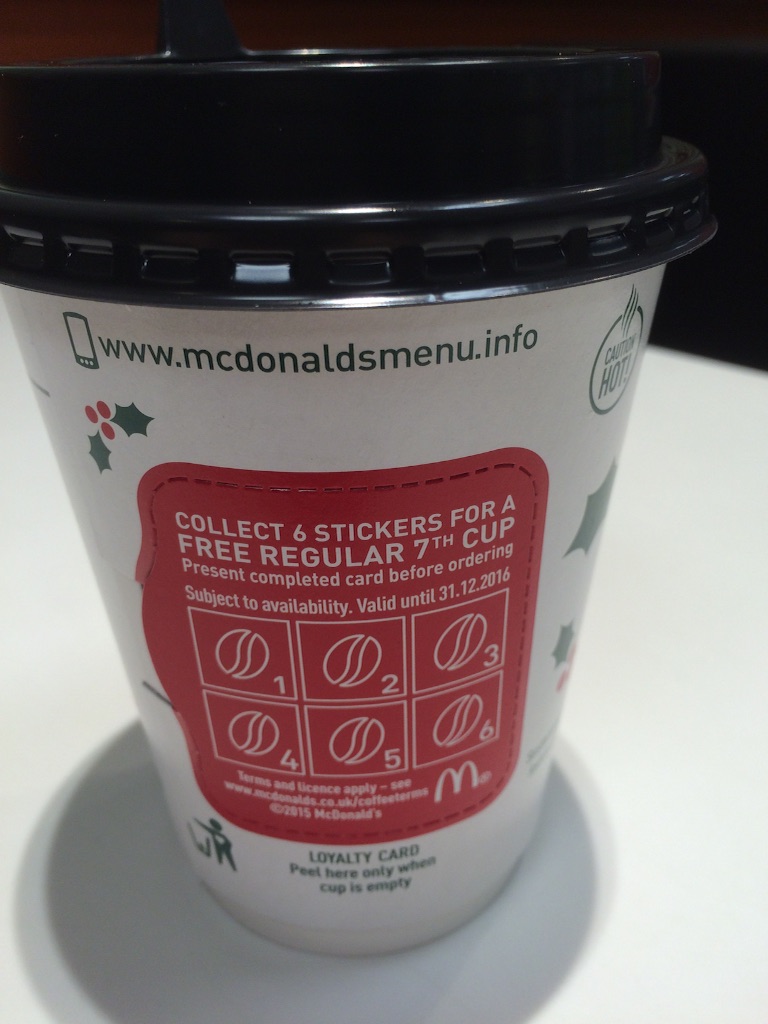 www.mcdonaldsmenu.info
CAUTION
HOT!
COLLECT 6 STICKERS FOR A
FREE REGULAR 7TH CUP
Present completed card before ordering
Subject to availability. Valid until 31.12.2016
1 2 3
4 5 6
Terms and licence apply – see
www.mcdonalds.co.uk/coffeeterms
©2015 McDonald's
M®
LOYALTY CARD
Peel here only when
cup is empty